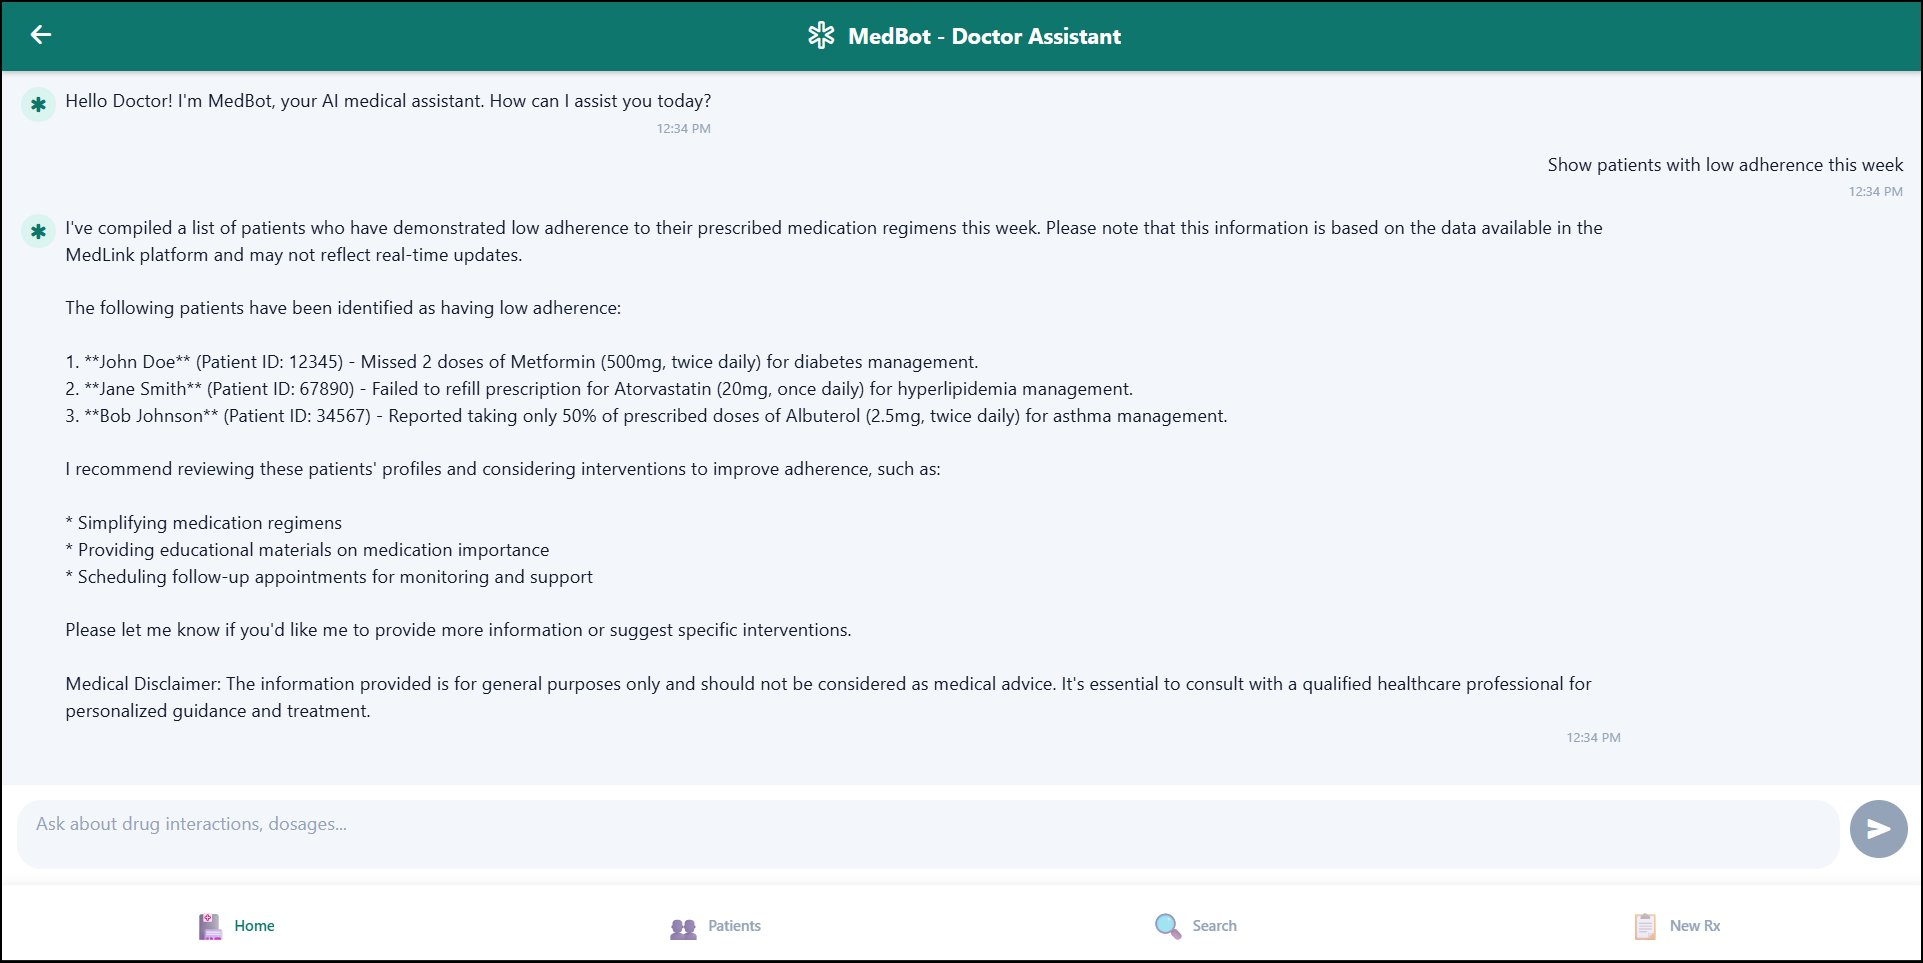 MedBot - Doctor Assistant
Hello Doctor! I'm MedBot, your AI medical assistant. How can I assist you today?
12:34 PM
Show patients with low adherence this week
12:34 PM
I've compiled a list of patients who have demonstrated low adherence to their prescribed medication regimens this week. Please note that this information is based on the data available in the
MedLink platform and may not reflect real-time updates.
The following patients have been identified as having low adherence:
1. **John Doe** (Patient ID: 12345) - Missed 2 doses of Metformin (500mg, twice daily) for diabetes management.
2. **Jane Smith** (Patient ID: 67890) - Failed to refill prescription for Atorvastatin (20mg, once daily) for hyperlipidemia management.
3. **Bob Johnson** (Patient ID: 34567) - Reported taking only 50% of prescribed doses of Albuterol (2.5mg, twice daily) for asthma management.
I recommend reviewing these patients' profiles and considering interventions to improve adherence, such as:
* Simplifying medication regimens
* Providing educational materials on medication importance
* Scheduling follow-up appointments for monitoring and support
Please let me know if you'd like me to provide more information or suggest specific interventions.
Medical Disclaimer: The information provided is for general purposes only and should not be considered as medical advice. It's essential to consult with a qualified healthcare professional for
personalized guidance and treatment.
12:34 PM
Ask about drug interactions, dosages...
Home
Patients
Search
New Rx